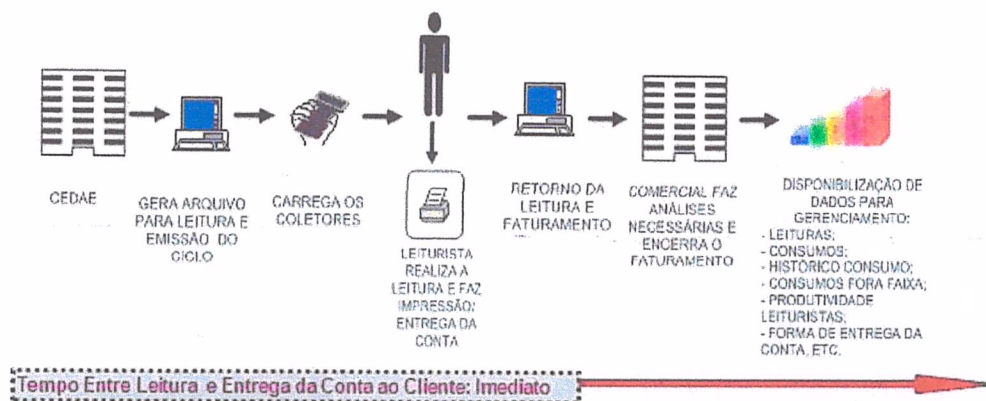 CEDAE
GERA ARQUIVO
PARA LEITURA E
EMISSÃO DO
CICLO
CARREGA OS
COLETORES
LEITURISTA
REALIZA A
LEITURA E FAZ
IMPRESSÃO;
ENTREGA DA
CONTA
RETORNO DA
LEITURA E
FATURAMENTO
COMERCIAL FAZ
ANÁLISES
NECESSÁRIAS E
ENCERRA O
FATURAMENTO
DISPONIBILIZAÇÃO DE
DADOS PARA
GERENCIAMENTO:
- LEITURAS;
- CONSUMOS;
- HISTÓRICO CONSUMO;
- CONSUMOS FORA FAIXA;
- PRODUTIVIDADE
LEITURISTAS;
- FORMA DE ENTREGA DA
CONTA, ETC.
Tempo Entre Leitura e Entrega da Conta ao Cliente: Imediato